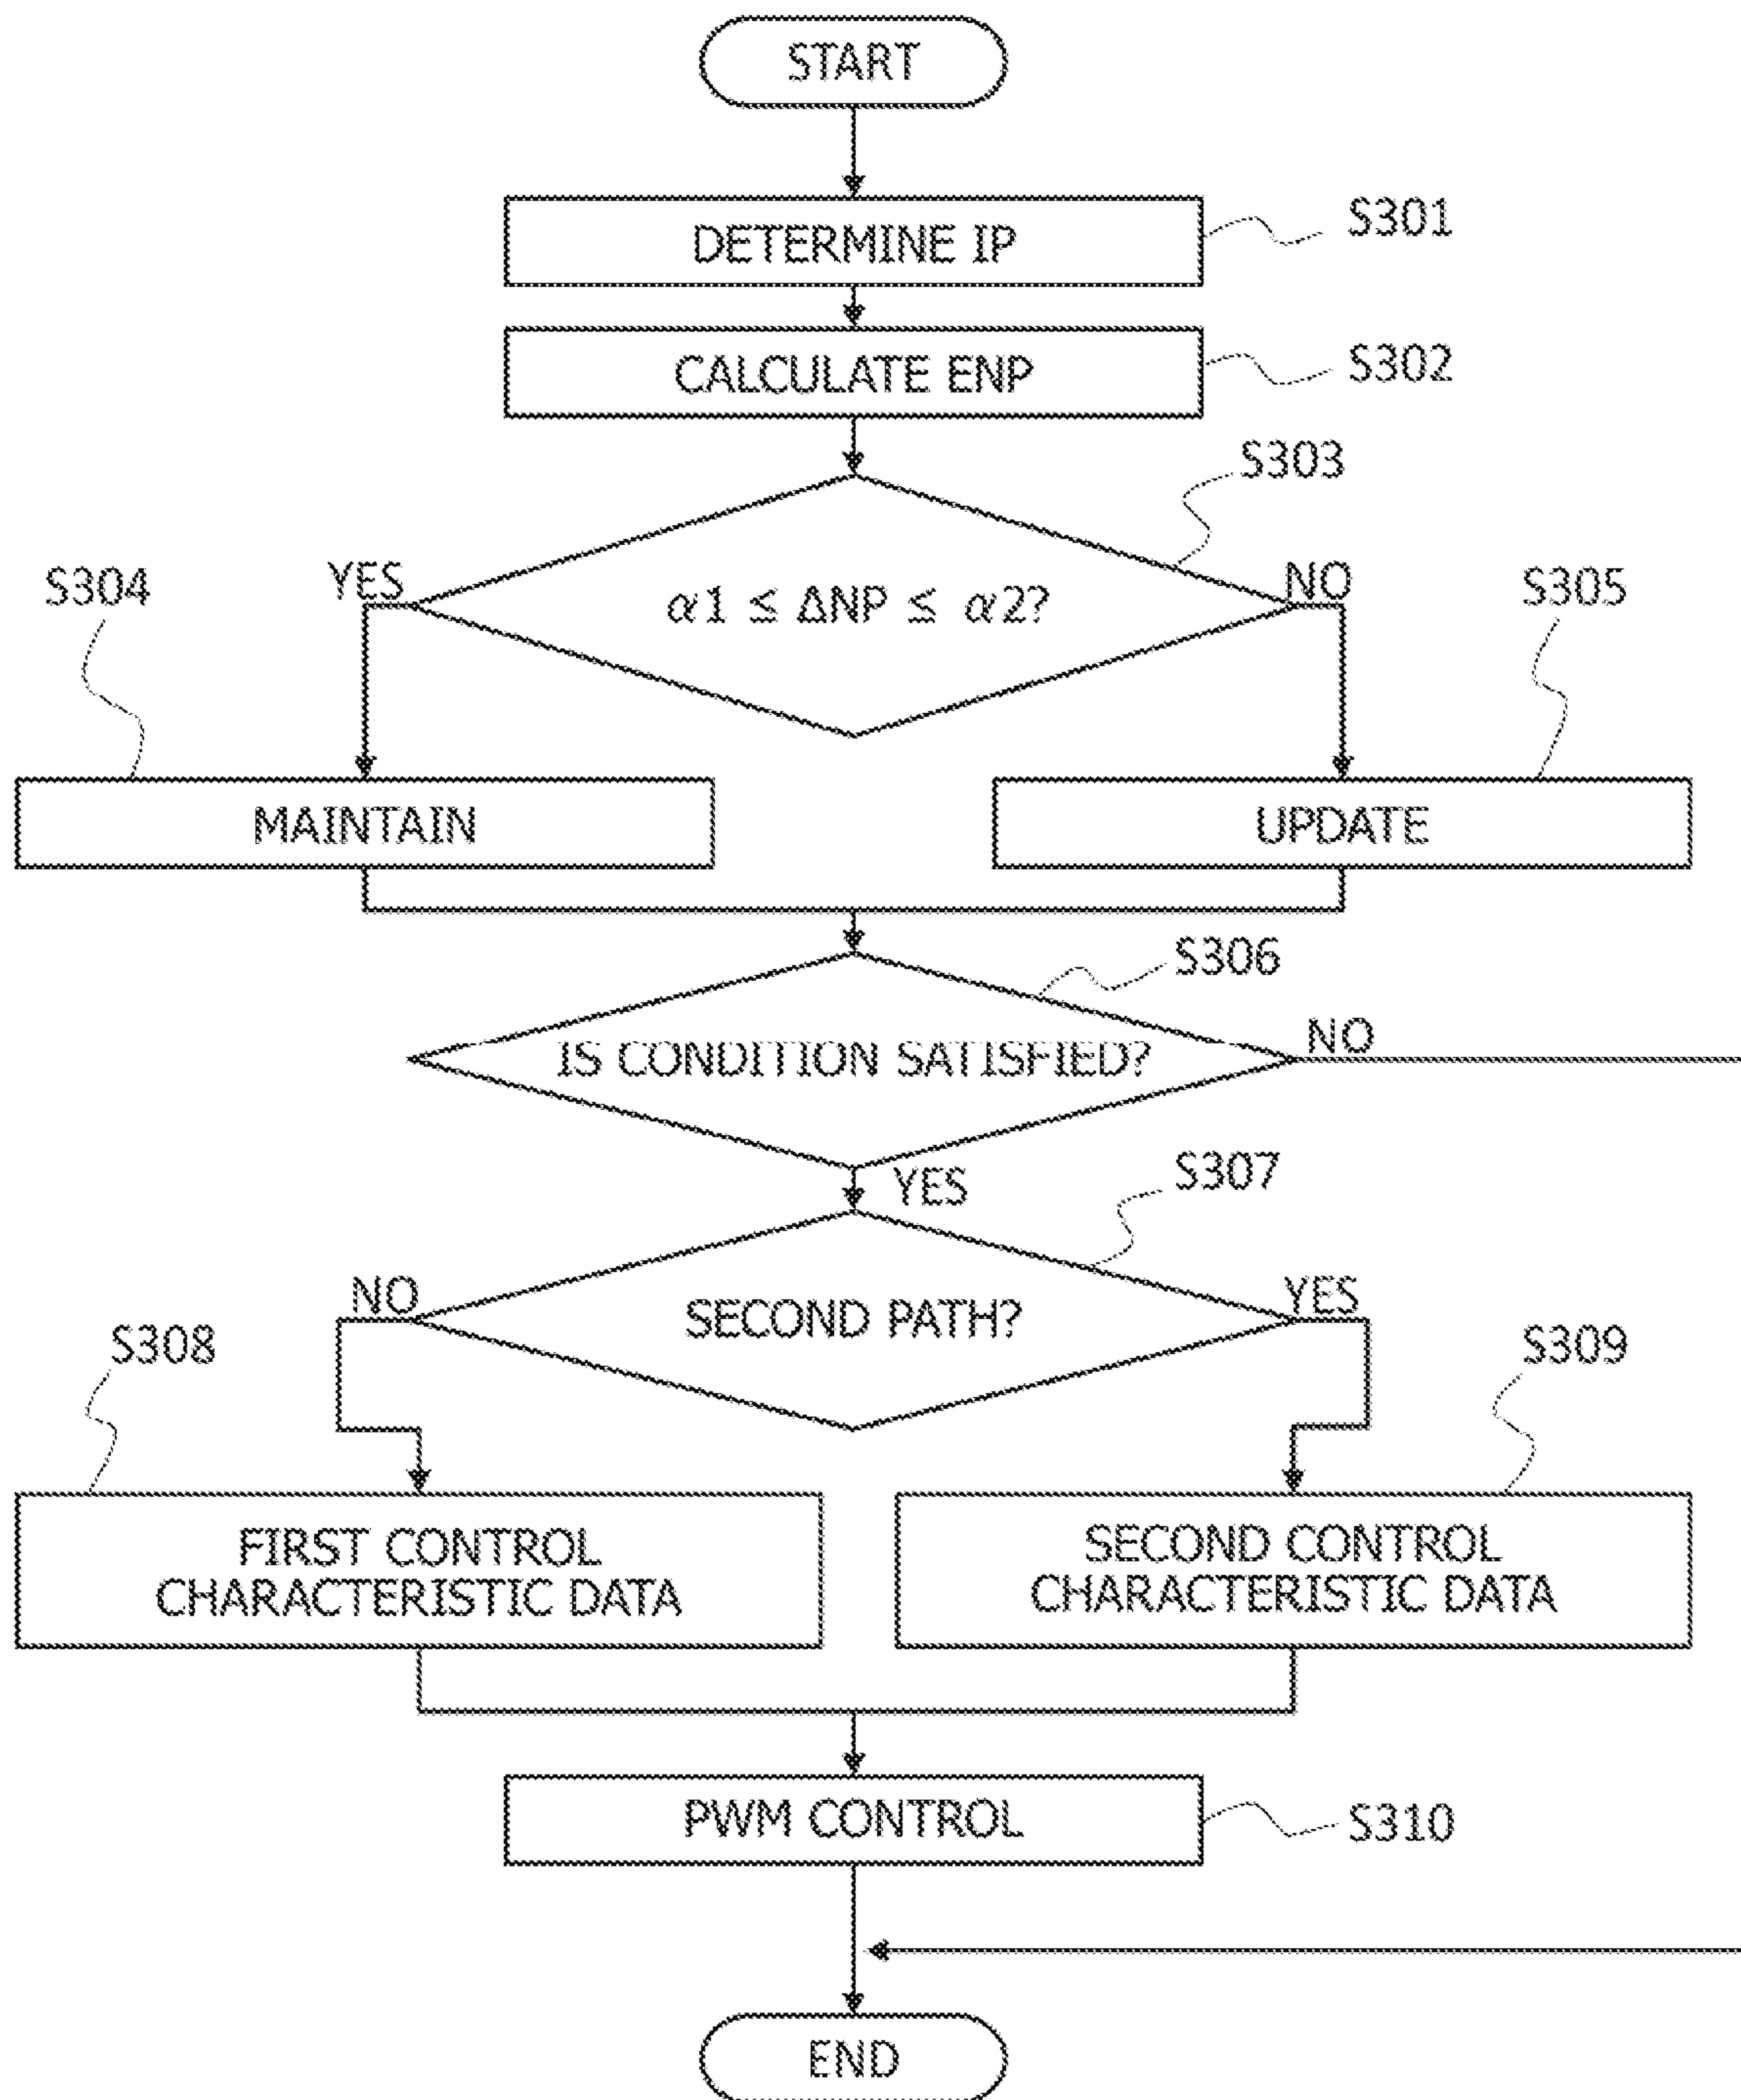 START
DETERMINE IP
S301
CALCULATE ENP
S302
S303
S304
YES
α1 ≤ ΔNP ≤ α2?
NO
S305
MAINTAIN
UPDATE
S306
IS CONDITION SATISFIED?
NO
YES
S307
NO
SECOND PATH?
YES
S308
S309
FIRST CONTROL
CHARACTERISTIC DATA
SECOND CONTROL
CHARACTERISTIC DATA
PWM CONTROL
S310
END